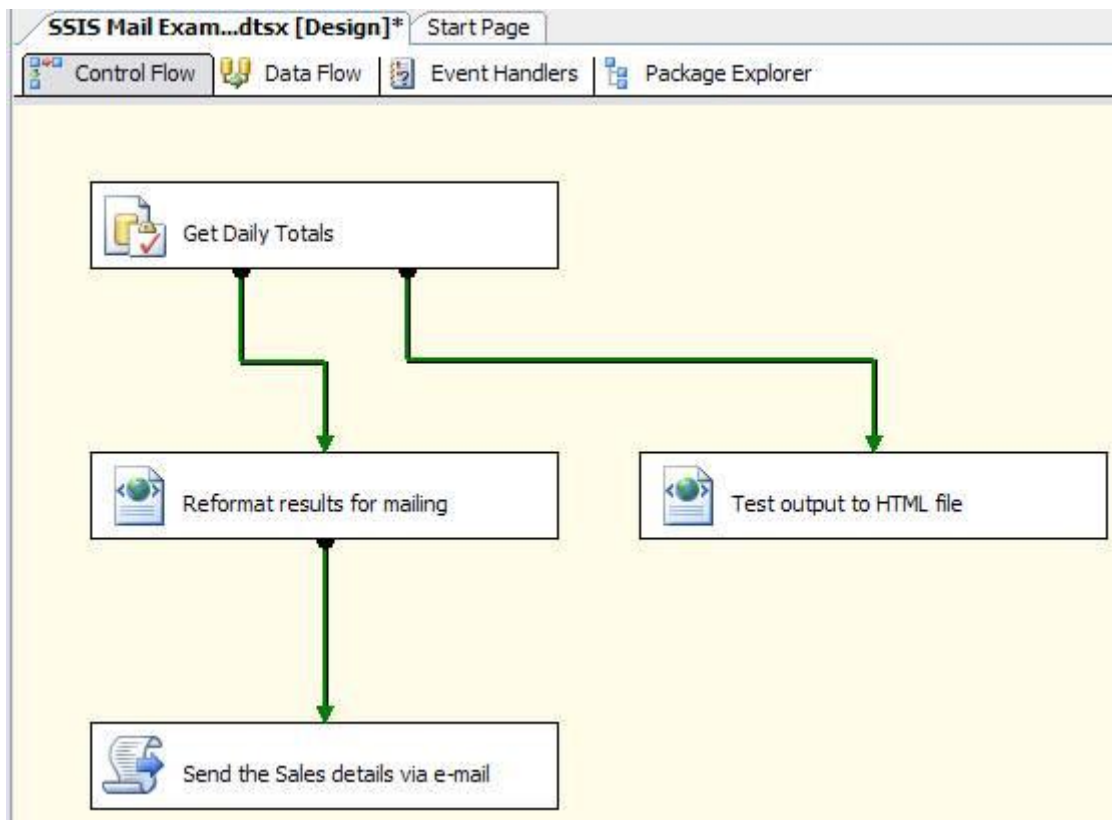 SSIS Mail Exam...dtsx [Design]* Start Page
Control Flow Data Flow Event Handlers Package Explorer
Get Daily Totals
Reformat results for mailing
Test output to HTML file
Send the Sales details via e-mail